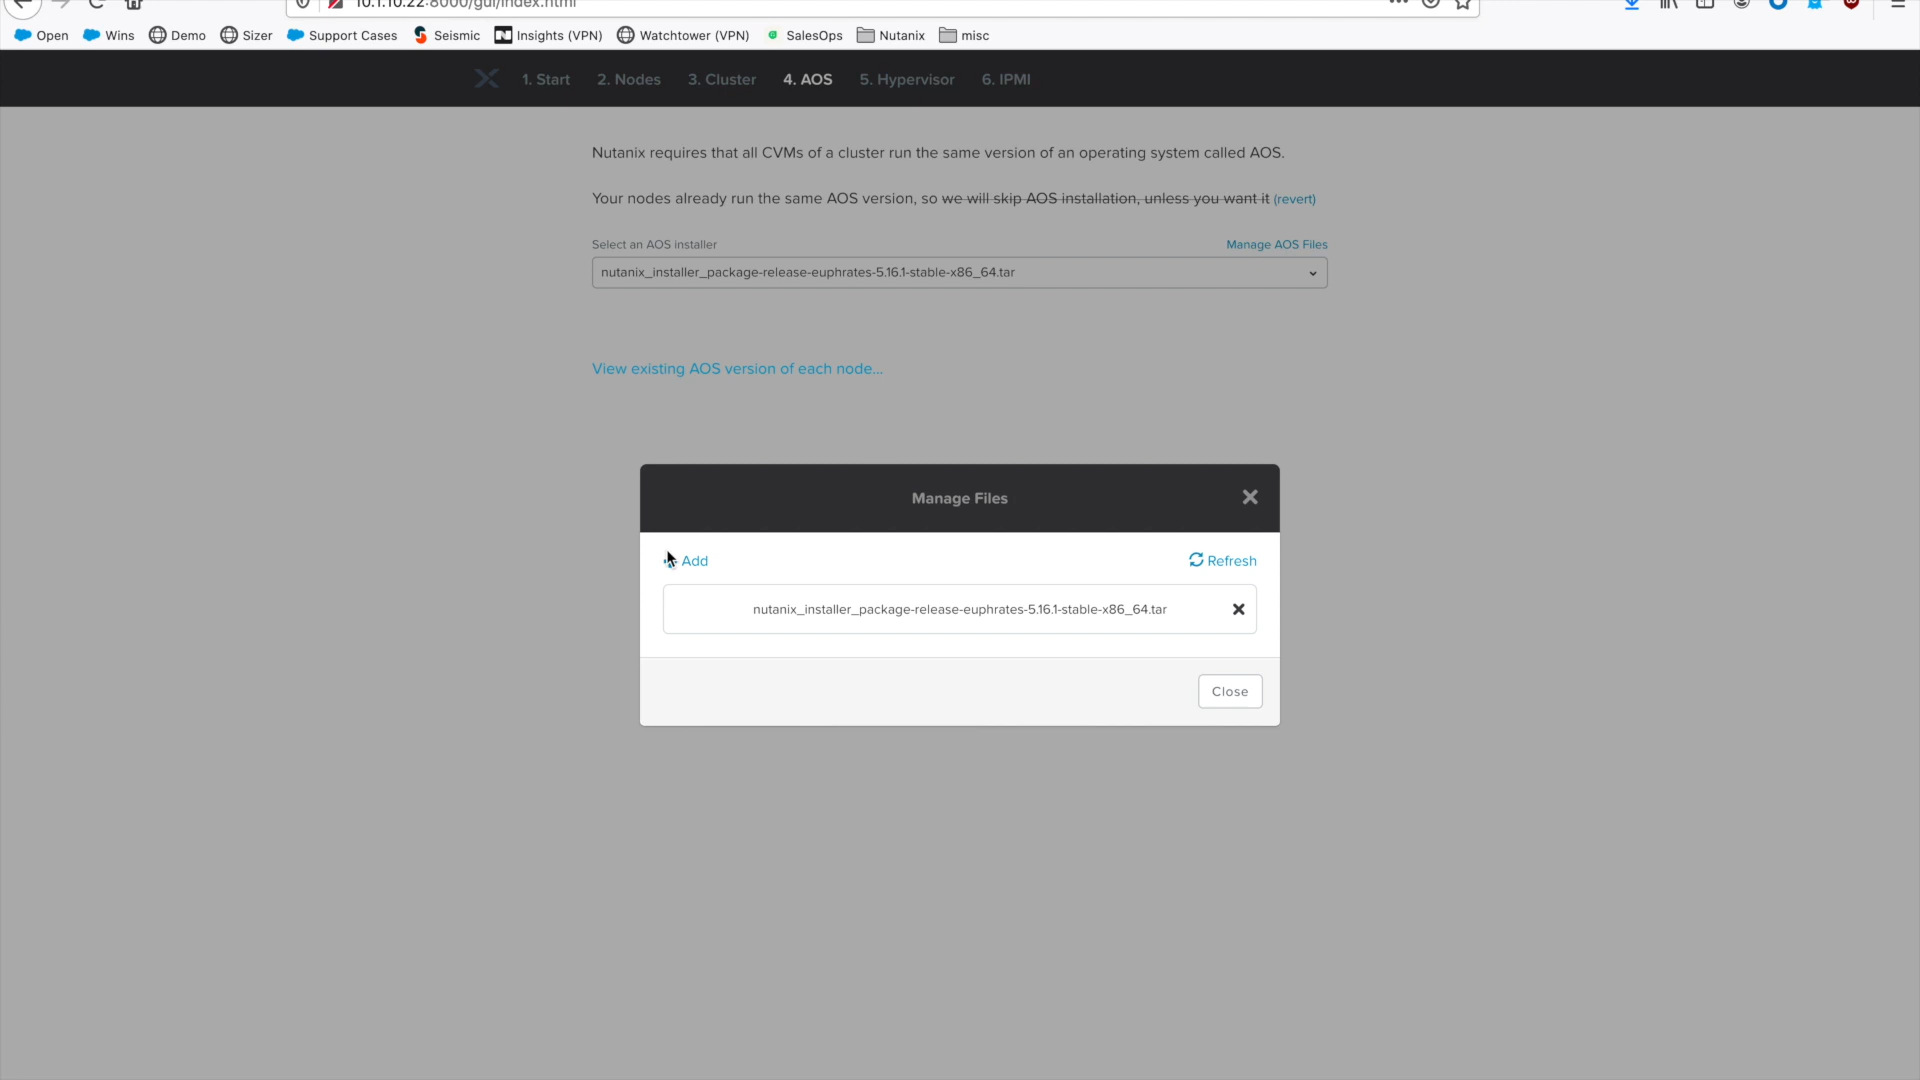 10.1.10.22:8000/gui/index.html
Open Wins Demo Sizer Support Cases Seismic Insights (VPN) Watchtower (VPN) SalesOps Nutanix misc
1. Start 2. Nodes 3. Cluster 4. AOS 5. Hypervisor 6. IPMI
Nutanix requires that all CVMs of a cluster run the same version of an operating system called AOS.
Your nodes already run the same AOS version, so we will skip AOS installation, unless you want it (revert)
Select an AOS installer Manage AOS Files
nutanix_installer_package-release-euphrates-5.16.1-stable-x86_64.tar
View existing AOS version of each node...
Manage Files
Add Refresh
nutanix_installer_package-release-euphrates-5.16.1-stable-x86_64.tar
Close